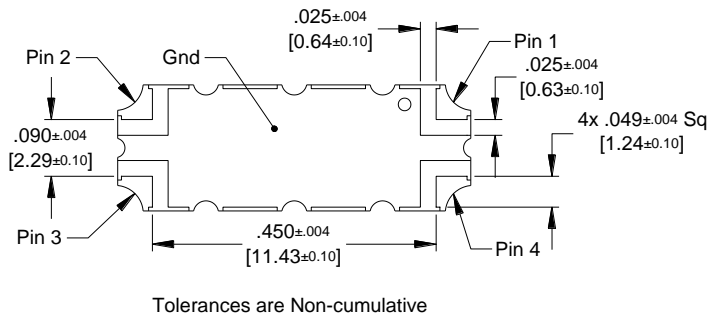 .025±.004
[0.64±0.10]
Pin 1
Pin 2
Gnd
.025±.004
[0.63±0.10]
.090±.004
[2.29±0.10]
4x .049±.004 Sq
[1.24±0.10]
Pin 3
.450±.004
[11.43±0.10]
Pin 4
Tolerances are Non-cumulative